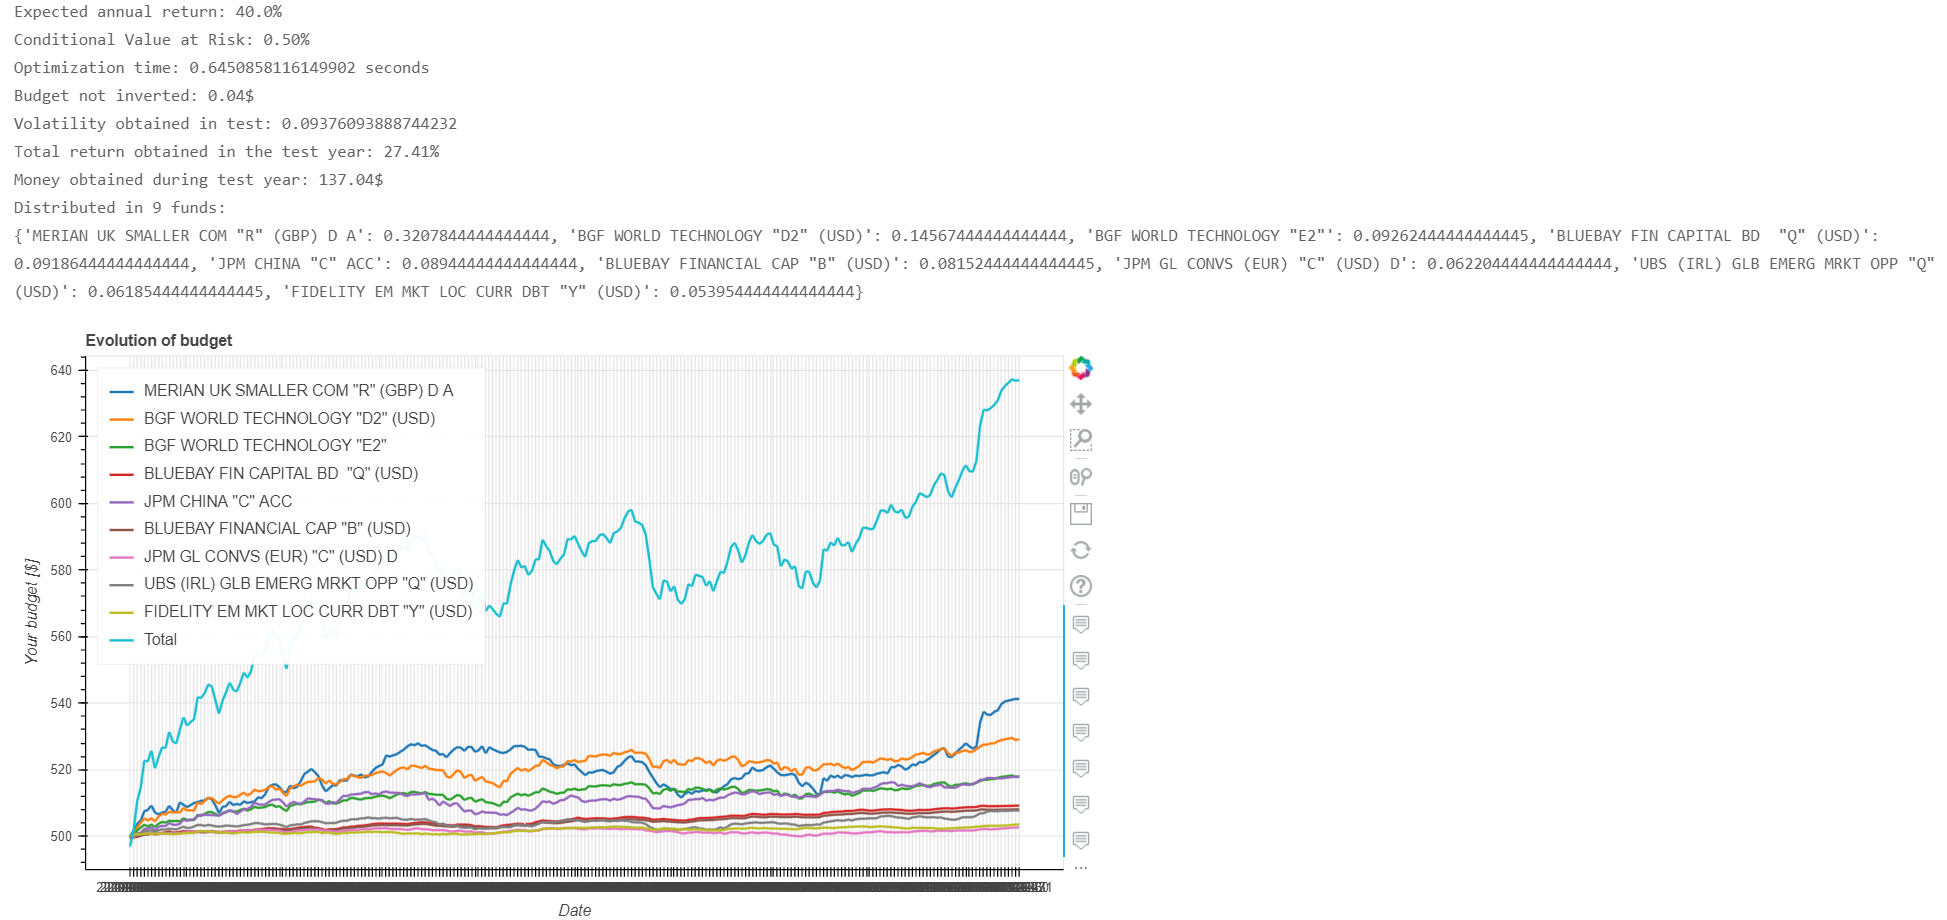 Expected annual return: 40.0%
Conditional Value at Risk: 0.50%
Optimization time: 0.6450858116149902 seconds
Budget not inverted: 0.04$
Volatility obtained in test: 0.09376093888744232
Total return obtained in the test year: 27.41%
Money obtained during test year: 137.04$
Distributed in 9 funds:
{'MERIAN UK SMALLER COM "R" (GBP) D A': 0.3207844444444444, 'BGF WORLD TECHNOLOGY "D2" (USD)': 0.14567444444444444, 'BGF WORLD TECHNOLOGY "E2"': 0.09262444444444445, 'BLUEBAY FIN CAPITAL BD  "Q" (USD)':
0.09186444444444444, 'JPM CHINA "C" ACC': 0.08944444444444444, 'BLUEBAY FINANCIAL CAP "B" (USD)': 0.08152444444444445, 'JPM GL CONVS (EUR) "C" (USD) D': 0.062204444444444444, 'UBS (IRL) GLB EMERG MRKT OPP "Q"
(USD)': 0.06185444444444445, 'FIDELITY EM MKT LOC CURR DBT "Y" (USD)': 0.053954444444444444}
Evolution of budget
640
620
600
580
560
540
520
500
Your budget [$]
MERIAN UK SMALLER COM "R" (GBP) D A
BGF WORLD TECHNOLOGY "D2" (USD)
BGF WORLD TECHNOLOGY "E2"
BLUEBAY FIN CAPITAL BD  "Q" (USD)
JPM CHINA "C" ACC
BLUEBAY FINANCIAL CAP "B" (USD)
JPM GL CONVS (EUR) "C" (USD) D
UBS (IRL) GLB EMERG MRKT OPP "Q" (USD)
FIDELITY EM MKT LOC CURR DBT "Y" (USD)
Total
Date